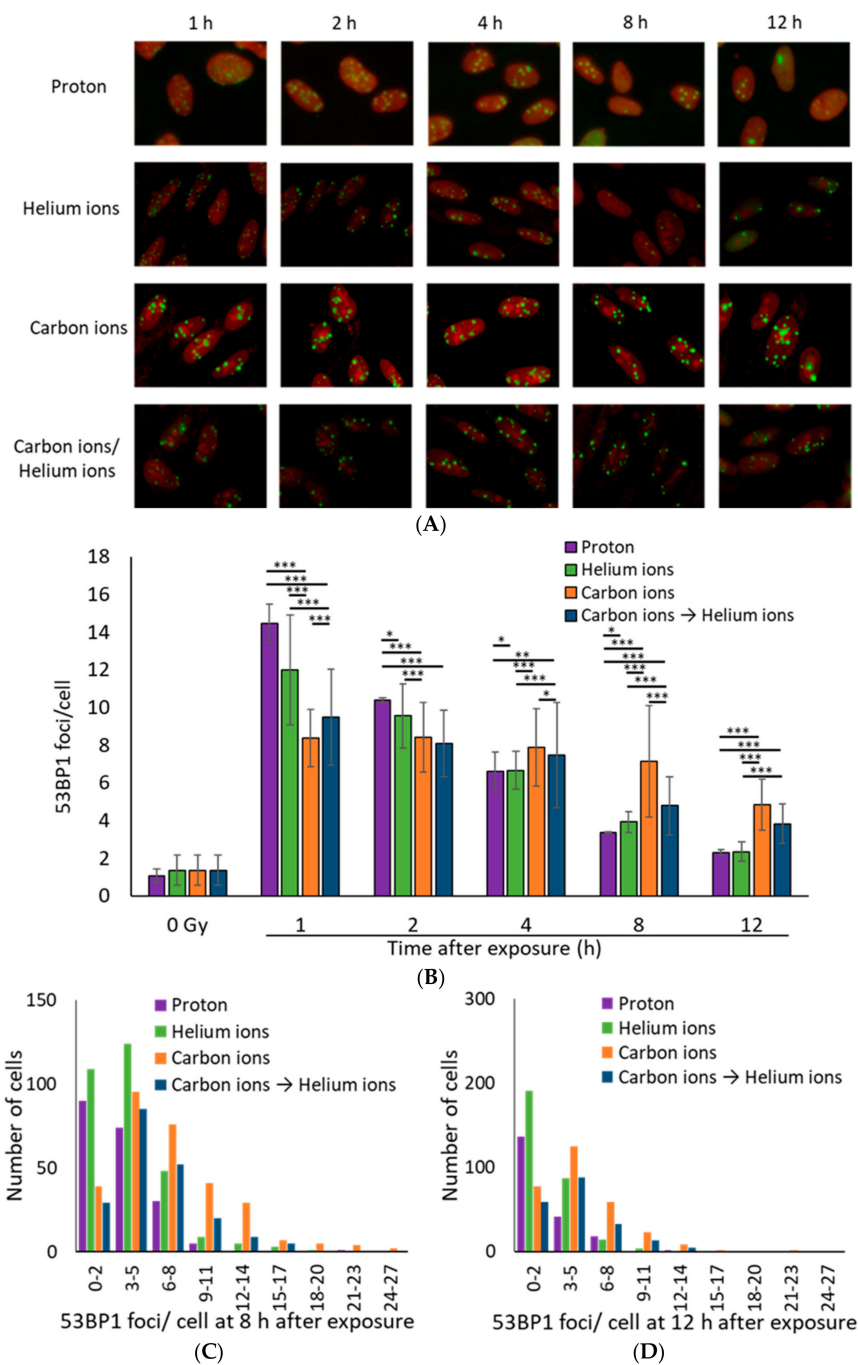 1 h 2 h 4 h 8 h 12 h
Proton
Helium ions
Carbon ions
Carbon ions/
Helium ions
(A)
18
16
14
12
10
8
6
4
2
0
53BP1 foci/cell
Proton
Helium ions
Carbon ions
Carbon ions → Helium ions
***
***
***
***
***
*
***
***
***
*
**
***
***
*
*
***
***
***
***
***
***
***
***
0 Gy 1 2 4 8 12
Time after exposure (h)
(B)
150
100
50
0
Number of cells
Proton
Helium ions
Carbon ions
Carbon ions → Helium ions
0-2 3-5 6-8 9-11 12-14 15-17 18-20 21-23 24-27
53BP1 foci/ cell at 8 h after exposure
(C)
300
200
100
0
Number of cells
Proton
Helium ions
Carbon ions
Carbon ions → Helium ions
0-2 3-5 6-8 9-11 12-14 15-17 18-20 21-23 24-27
53BP1 foci/ cell at 12 h after exposure
(D)